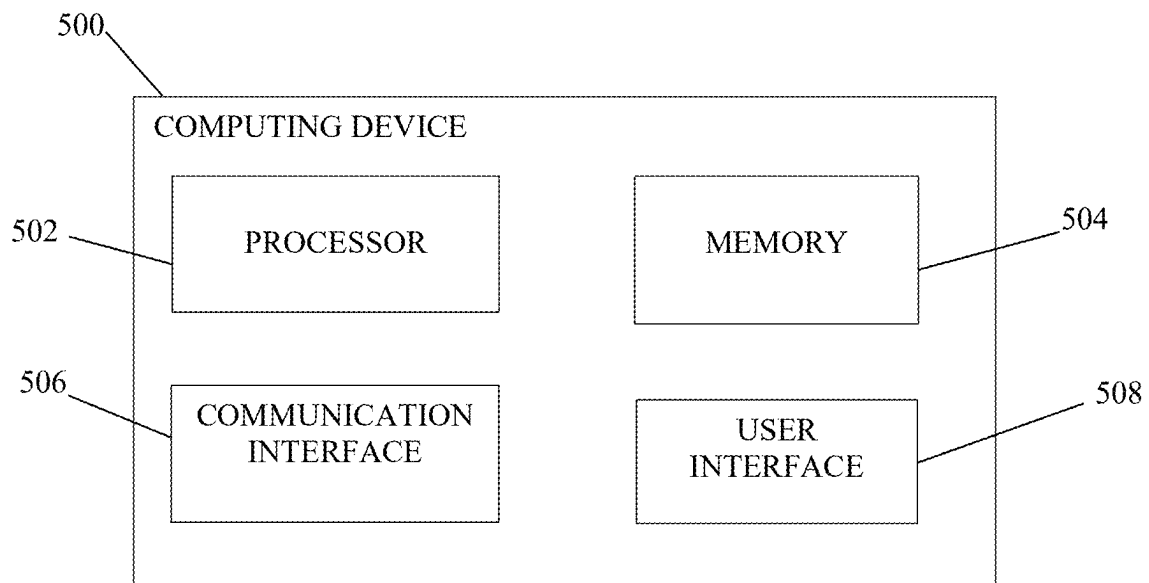 500
COMPUTING DEVICE
502
PROCESSOR
MEMORY
504
506
COMMUNICATION
INTERFACE
USER
INTERFACE
508